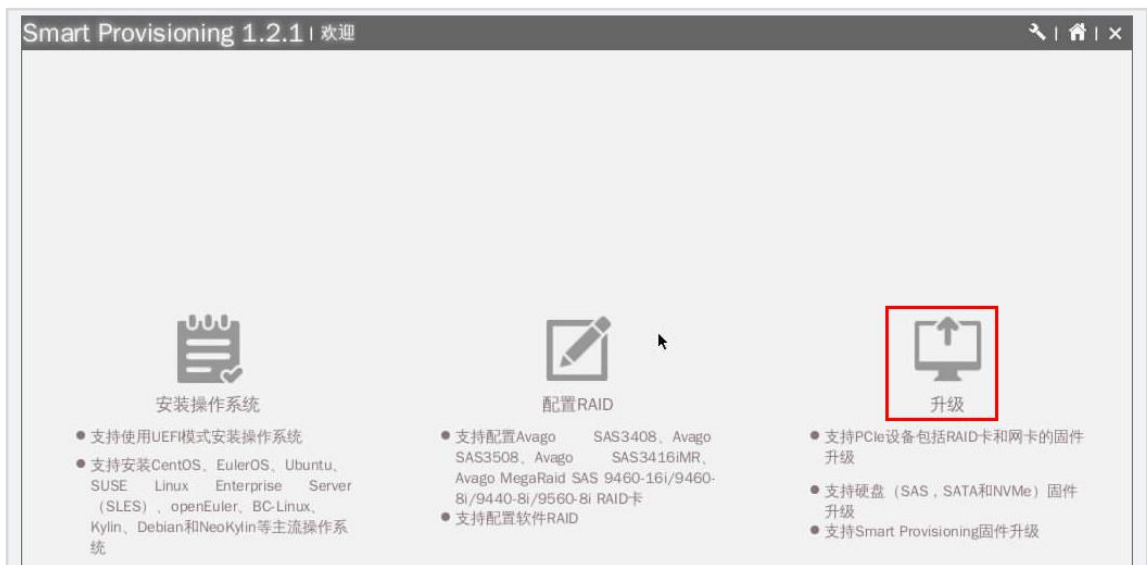 Smart Provisioning 1.2.1 | 欢迎
安装操作系统
● 支持使用UEFI模式安装操作系统
● 支持安装CentOS、EulerOS、Ubuntu、
SUSE Linux Enterprise Server
（SLES）、openEuler、BC-Linux、
Kylin、Debian和NeoKylin等主流操作系
统
配置RAID
● 支持配置Avago SAS3408、Avago
SAS3508、Avago SAS3416iMR、
Avago MegaRaid SAS 9460-16i/9460-
8i/9440-8i/9560-8i RAID卡
● 支持配置软件RAID
升级
● 支持PCIe设备包括RAID卡和网卡的固件
升级
● 支持硬盘（SAS，SATA和NVMe）固件
升级
● 支持Smart Provisioning固件升级